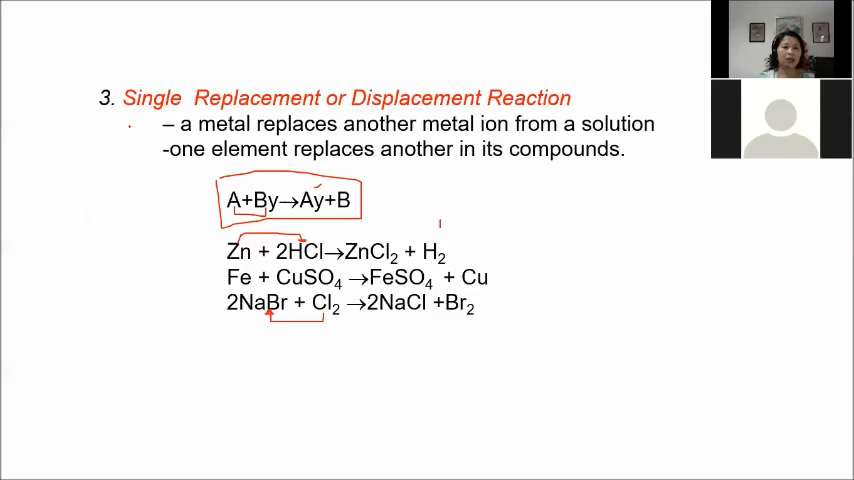 3. Single Replacement or Displacement Reaction
– a metal replaces another metal ion from a solution
-one element replaces another in its compounds.
A+By→Ay+B
Zn + 2HCl→ZnCl₂ + H₂
Fe + CuSO₄ →FeSO₄ + Cu
2NaBr + Cl₂ →2NaCl +Br₂